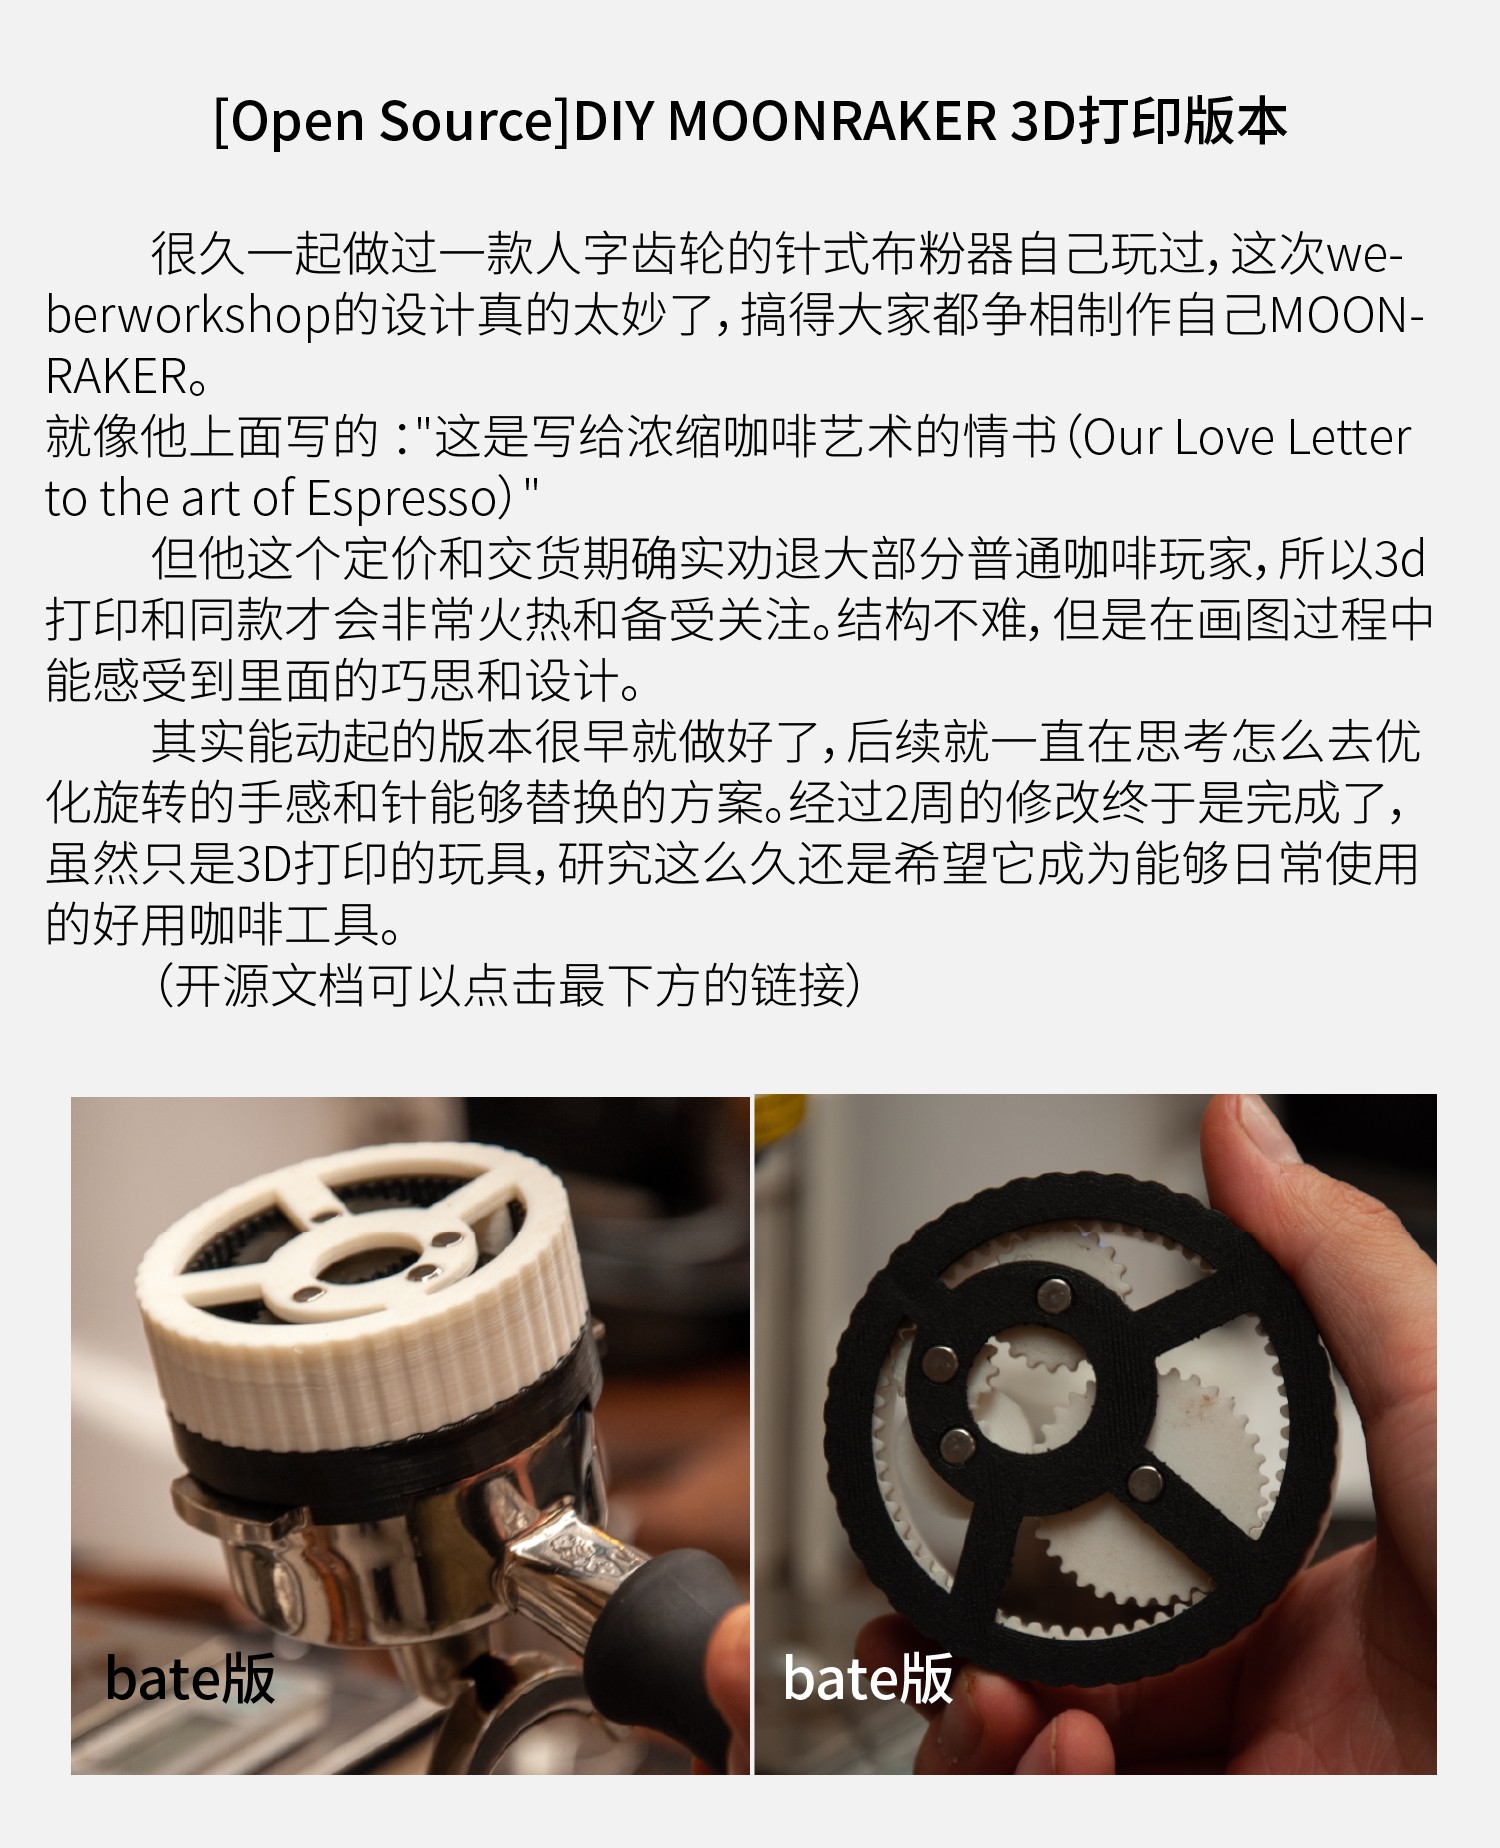 [Open Source]DIY MOONRAKER 3D打印版本
很久一起做过一款人字齿轮的针式布粉器自己玩过，这次we-
berworkshop的设计真的太妙了，搞得大家都争相制作自己MOON-
RAKER。
就像他上面写的："这是写给浓缩咖啡艺术的情书（Our Love Letter
to the art of Espresso）"
但他这个定价和交货期确实劝退大部分普通咖啡玩家，所以3d
打印和同款才会非常火热和备受关注。结构不难，但是在画图过程中
能感受到里面的巧思和设计。
其实能动起的版本很早就做好了，后续就一直在思考怎么去优
化旋转的手感和针能够替换的方案。经过2周的修改终于是完成了，
虽然只是3D打印的玩具，研究这么久还是希望它成为能够日常使用
的好用咖啡工具。
（开源文档可以点击最下方的链接）
bate版
bate版